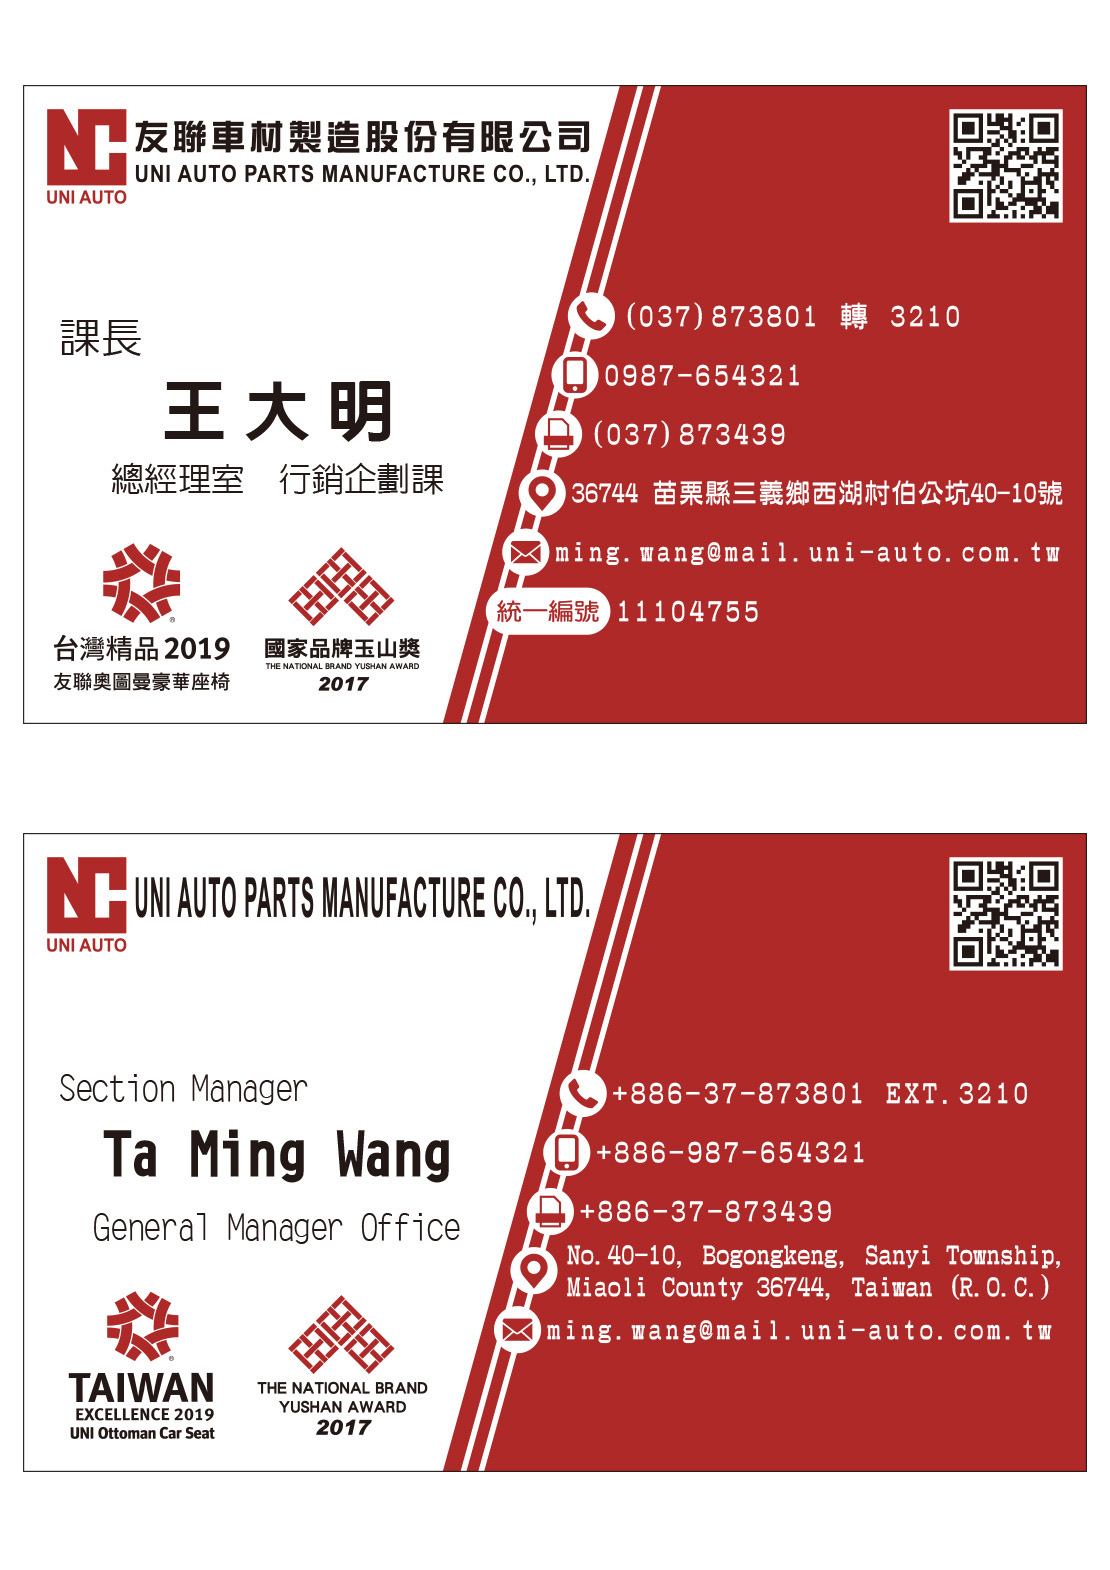 友聯車材製造股份有限公司
UNI AUTO PARTS MANUFACTURE CO., LTD.
UNI AUTO
課長
王大明
總經理室 行銷企劃課
(037)873801 轉 3210
0987-654321
(037)873439
36744 苗栗縣三義鄉西湖村伯公坑40-10號
ming.wang@mail.uni-auto.com.tw
統一編號 11104755
台灣精品 2019
友聯奧圖曼豪華座椅
國家品牌玉山獎
THE NATIONAL BRAND YUSHAN AWARD
2017
UNI AUTO PARTS MANUFACTURE CO., LTD.
UNI AUTO
Section Manager
Ta Ming Wang
General Manager Office
+886-37-873801 EXT.3210
+886-987-654321
+886-37-873439
No.40-10, Bogongkeng, Sanyi Township,
Miaoli County 36744, Taiwan (R.O.C.)
ming.wang@mail.uni-auto.com.tw
TAIWAN
EXCELLENCE 2019
UNI Ottoman Car Seat
THE NATIONAL BRAND
YUSHAN AWARD
2017